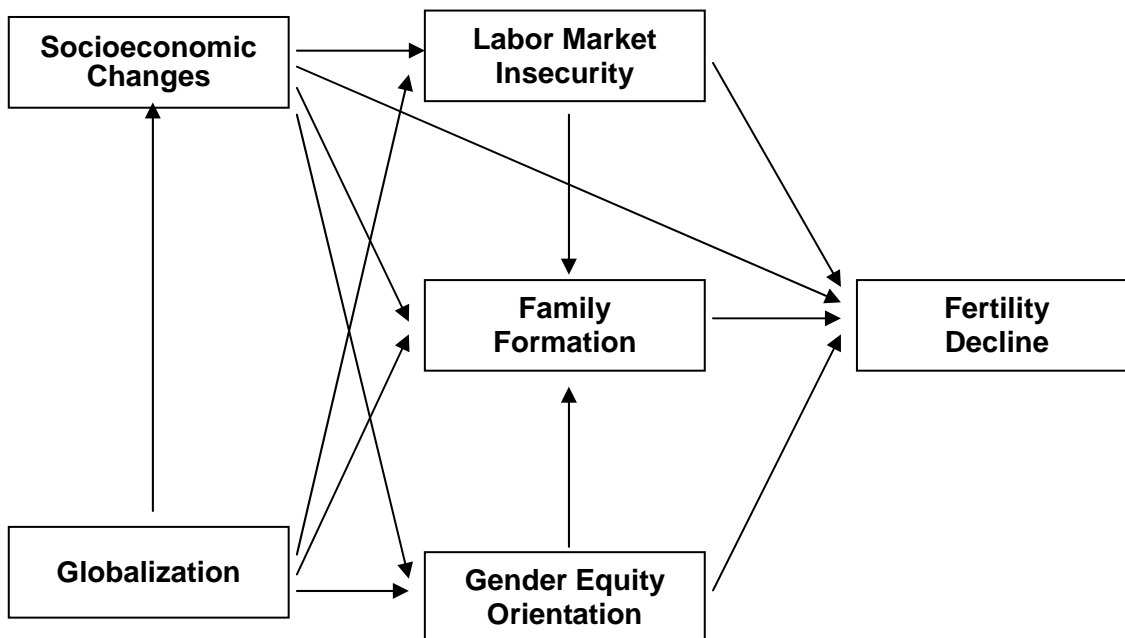 Socioeconomic
Changes
Labor Market
Insecurity
Family
Formation
Fertility
Decline
Globalization
Gender Equity
Orientation